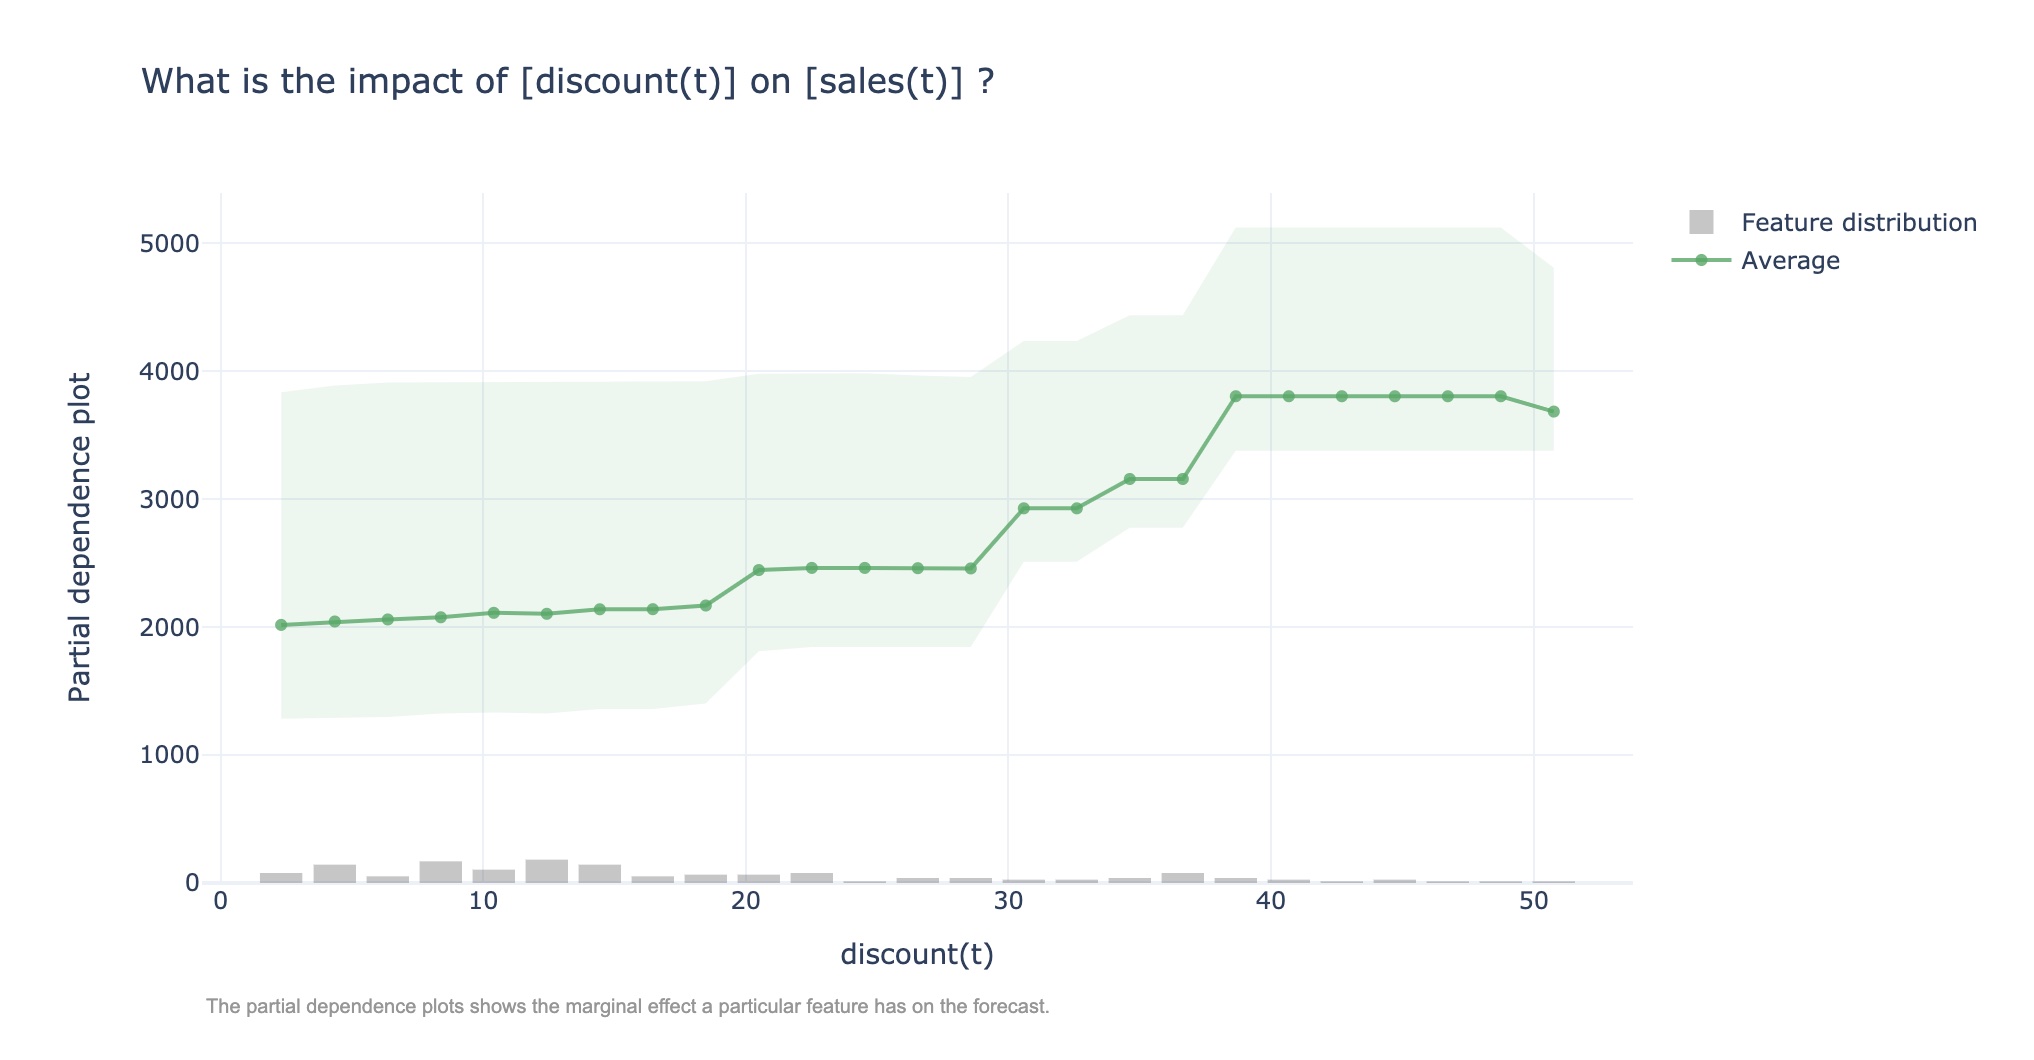 What is the impact of [discount(t)] on [sales(t)] ?
Feature distribution
Average
Partial dependence plot
5000
4000
3000
2000
1000
0
0 10 20 30 40 50
discount(t)
The partial dependence plots shows the marginal effect a particular feature has on the forecast.